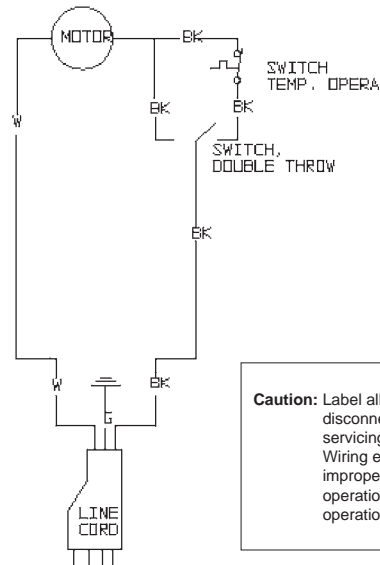 MOTOR
BK
SWITCH
TEMP. OPERA
BK
BK
W
SWITCH,
DOUBLE THROW
BK
W
BK
G
Caution: Label all
disconne
servicing
Wiring e
imprope
operatio
operatio
LINE
CORD